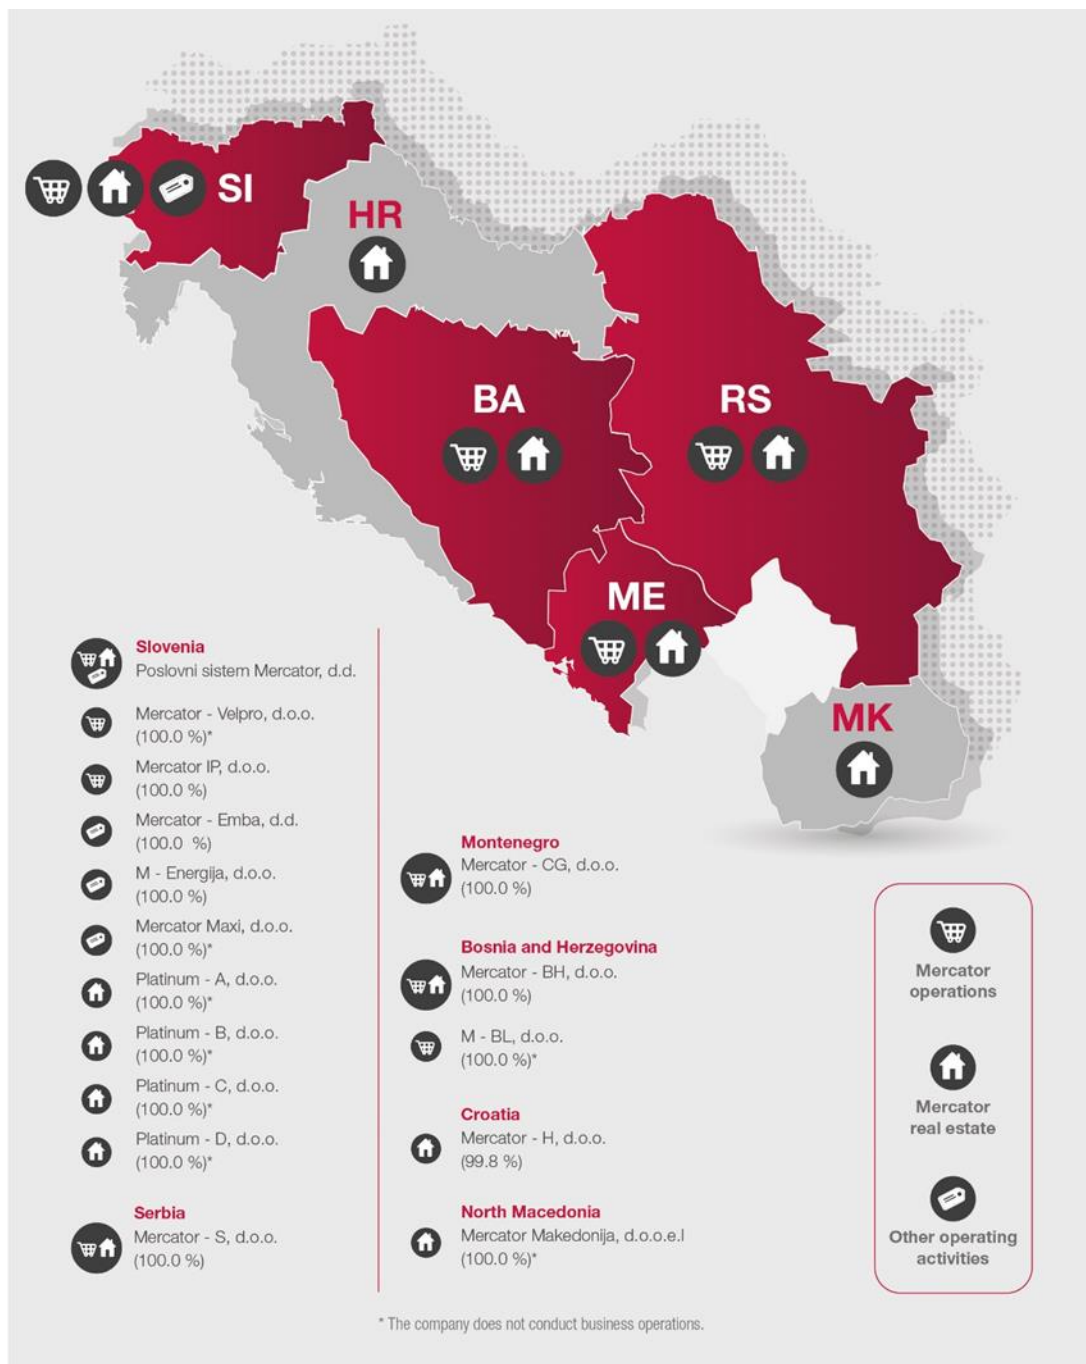 SI
HR
BA
RS
ME
MK
Slovenia
Poslovni sistem Mercator, d.d.
Mercator - Velpro, d.o.o.
(100.0 %)*
Mercator IP, d.o.o.
(100.0 %)
Mercator - Emba, d.d.
(100.0 %)
M - Energija, d.o.o.
(100.0 %)
Mercator Maxi, d.o.o.
(100.0 %)*
Platinum - A, d.o.o.
(100.0 %)*
Platinum - B, d.o.o.
(100.0 %)*
Platinum - C, d.o.o.
(100.0 %)*
Platinum - D, d.o.o.
(100.0 %)*
Serbia
Mercator - S, d.o.o.
(100.0 %)
Montenegro
Mercator - CG, d.o.o.
(100.0 %)
Bosnia and Herzegovina
Mercator - BH, d.o.o.
(100.0 %)
M - BL, d.o.o.
(100.0 %)*
Croatia
Mercator - H, d.o.o.
(99.8 %)
North Macedonia
Mercator Makedonija, d.o.o.e.l
(100.0 %)*
Mercator
operations
Mercator
real estate
Other operating
activities
* The company does not conduct business operations.